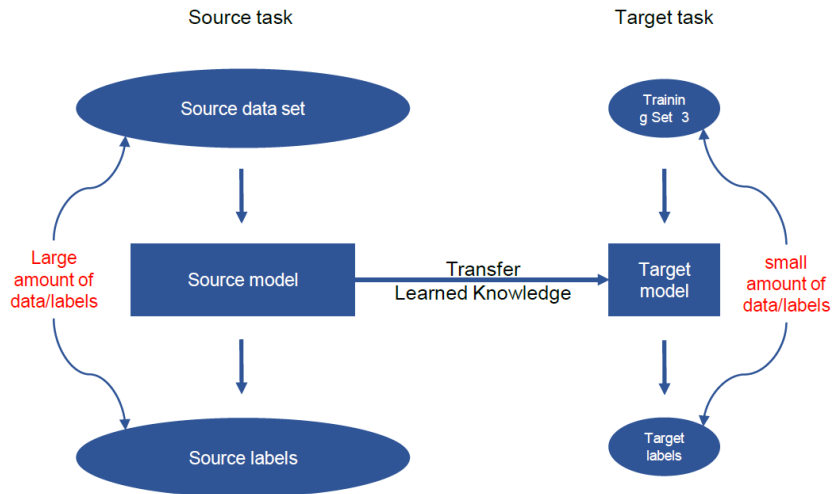 Source task
Target task
Source data set
Trainin
g Set 3
Large
amount of
data/labels
Source model
Transfer
Learned Knowledge
Target
model
small
amount of
data/labels
Source labels
Target
labels